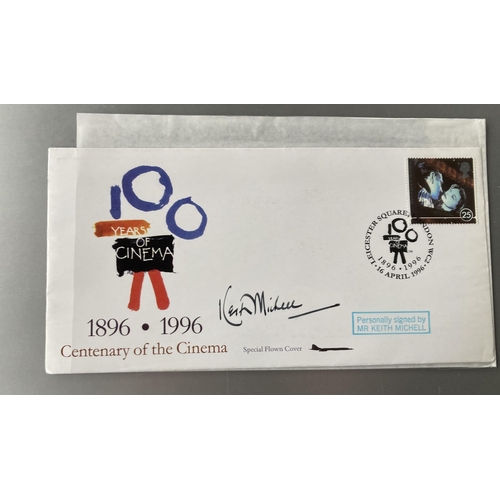 100
YEARS
OF
CINEMA
1896 • 1996
Centenary of the Cinema
Special Flown Cover
Keith Michell
25
LEICESTER SQUARE, LONDON WC2
1896 • 1996
• 16 APRIL 1996 •
Personally signed by
MR KEITH MICHELL